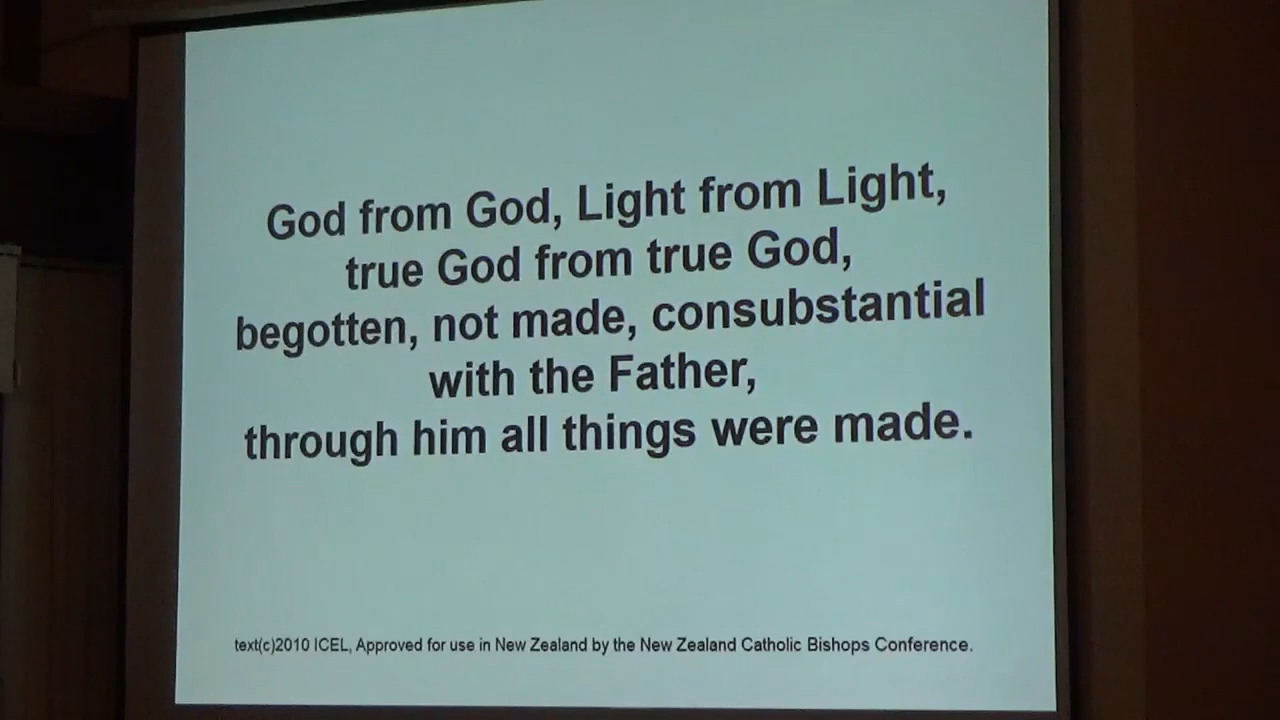 God from God, Light from Light,
true God from true God,
begotten, not made, consubstantial
with the Father,
through him all things were made.
text(c)2010 ICEL, Approved for use in New Zealand by the New Zealand Catholic Bishops Conference.